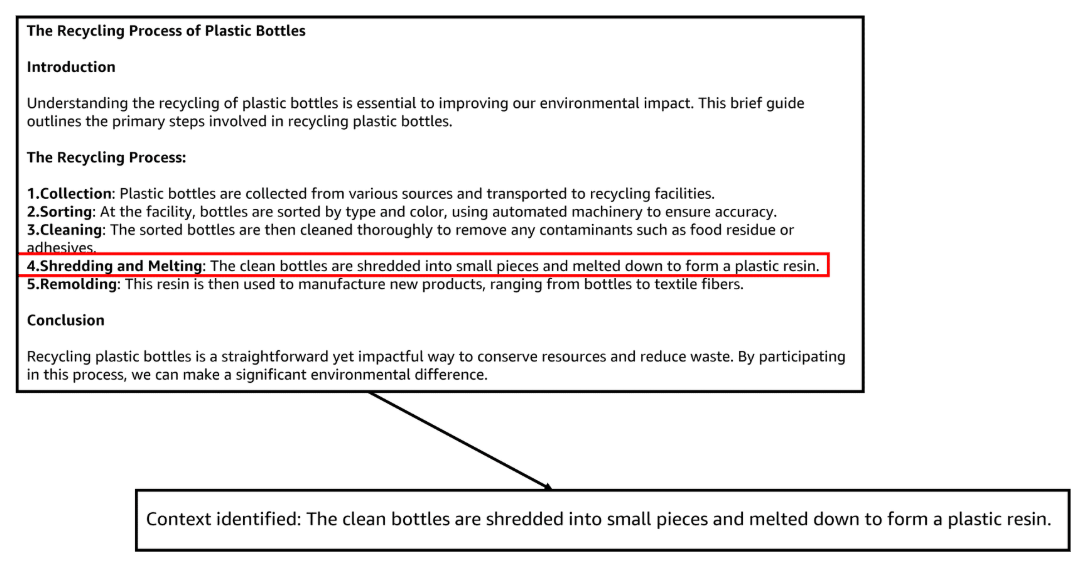 The Recycling Process of Plastic Bottles
Introduction
Understanding the recycling of plastic bottles is essential to improving our environmental impact. This brief guide
outlines the primary steps involved in recycling plastic bottles.
The Recycling Process:
1.Collection: Plastic bottles are collected from various sources and transported to recycling facilities.
2.Sorting: At the facility, bottles are sorted by type and color, using automated machinery to ensure accuracy.
3.Cleaning: The sorted bottles are then cleaned thoroughly to remove any contaminants such as food residue or
adhesives.
4.Shredding and Melting: The clean bottles are shredded into small pieces and melted down to form a plastic resin.
5.Remolding: This resin is then used to manufacture new products, ranging from bottles to textile fibers.
Conclusion
Recycling plastic bottles is a straightforward yet impactful way to conserve resources and reduce waste. By participating
in this process, we can make a significant environmental difference.
Context identified: The clean bottles are shredded into small pieces and melted down to form a plastic resin.